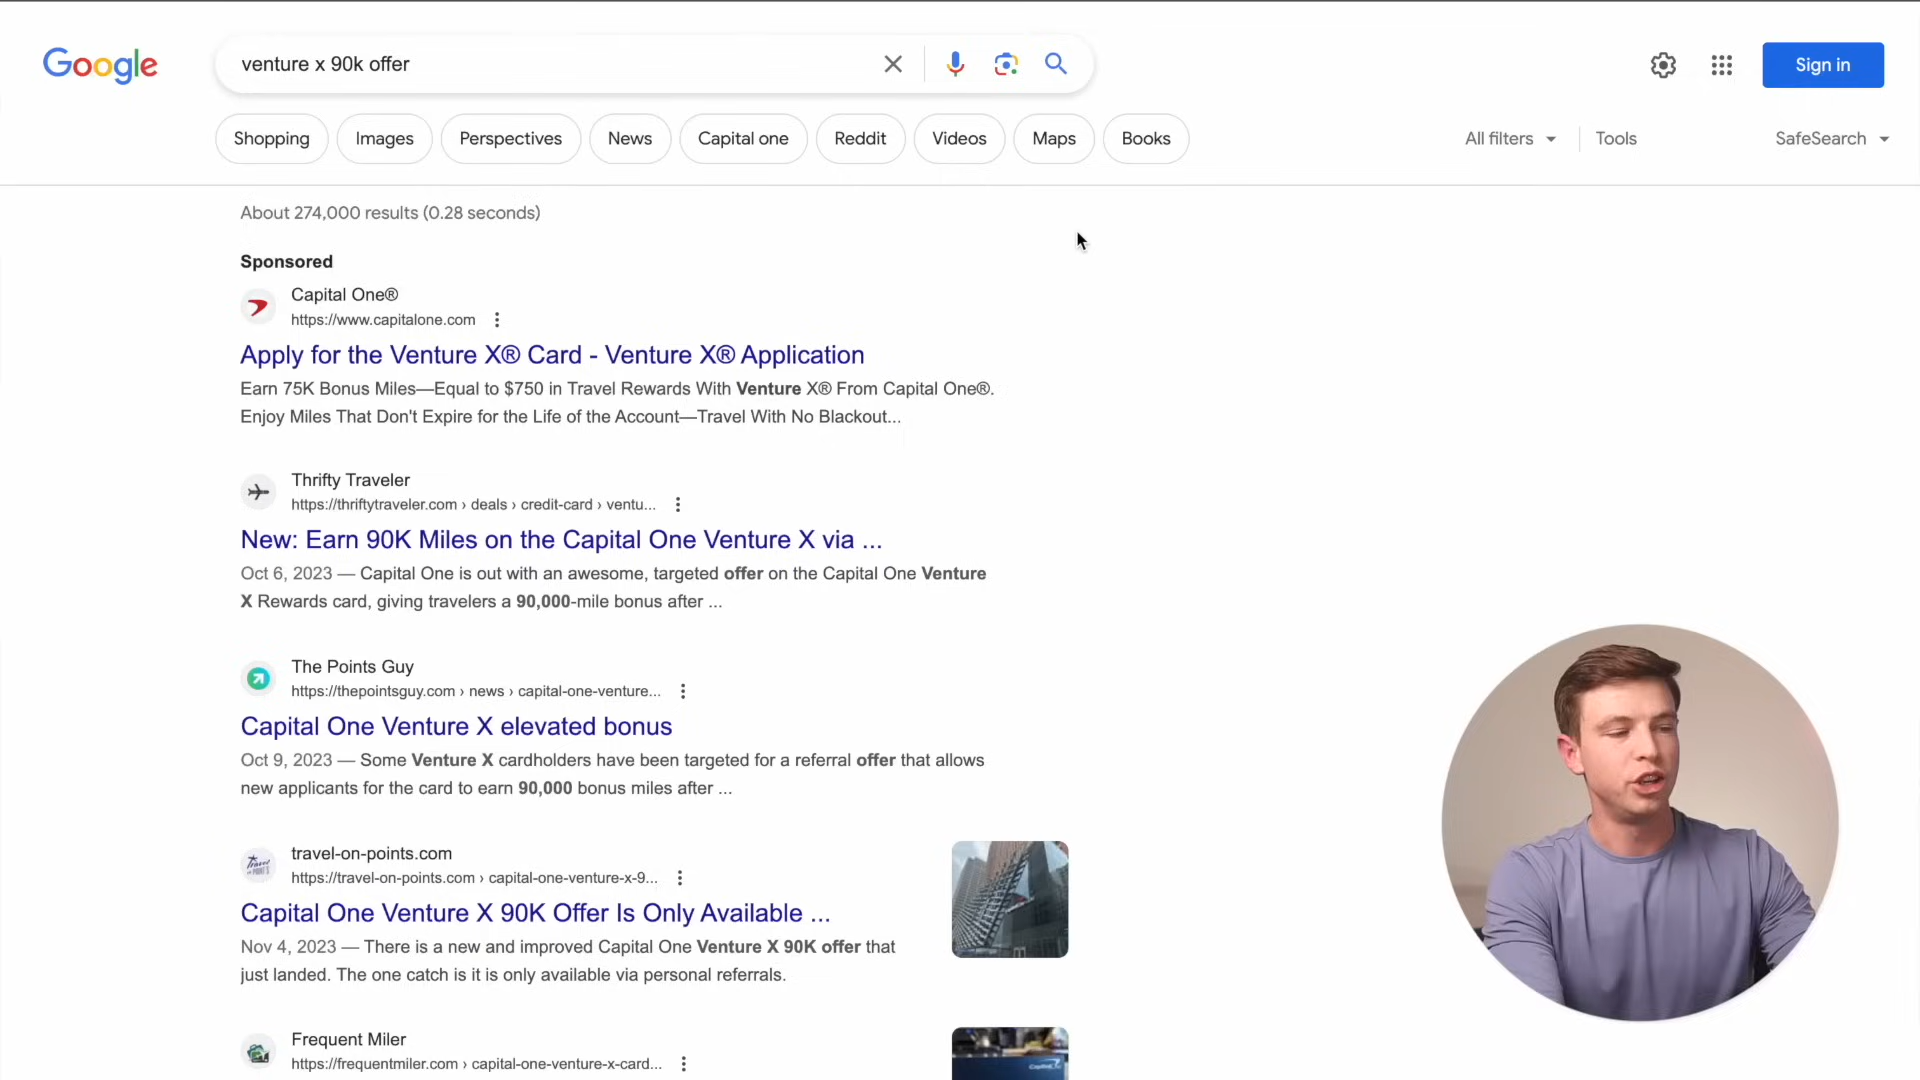 Google
venture x 90k offer
Sign in
Shopping
Images
Perspectives
News
Capital one
Reddit
Videos
Maps
Books
All filters
Tools
SafeSearch
About 274,000 results (0.28 seconds)
Sponsored
Capital One®
https://www.capitalone.com
Apply for the Venture X® Card - Venture X® Application
Earn 75K Bonus Miles—Equal to $750 in Travel Rewards With Venture X® From Capital One®.
Enjoy Miles That Don't Expire for the Life of the Account—Travel With No Blackout...
Thrifty Traveler
https://thriftytraveler.com › deals › credit-card › ventu...
New: Earn 90K Miles on the Capital One Venture X via ...
Oct 6, 2023 — Capital One is out with an awesome, targeted offer on the Capital One Venture
X Rewards card, giving travelers a 90,000-mile bonus after ...
The Points Guy
https://thepointsguy.com › news › capital-one-venture...
Capital One Venture X elevated bonus
Oct 9, 2023 — Some Venture X cardholders have been targeted for a referral offer that allows
new applicants for the card to earn 90,000 bonus miles after ...
travel-on-points.com
https://travel-on-points.com › capital-one-venture-x-9...
Capital One Venture X 90K Offer Is Only Available ...
Nov 4, 2023 — There is a new and improved Capital One Venture X 90K offer that
just landed. The one catch is it is only available via personal referrals.
Frequent Miler
https://frequentmiler.com › capital-one-venture-x-card...